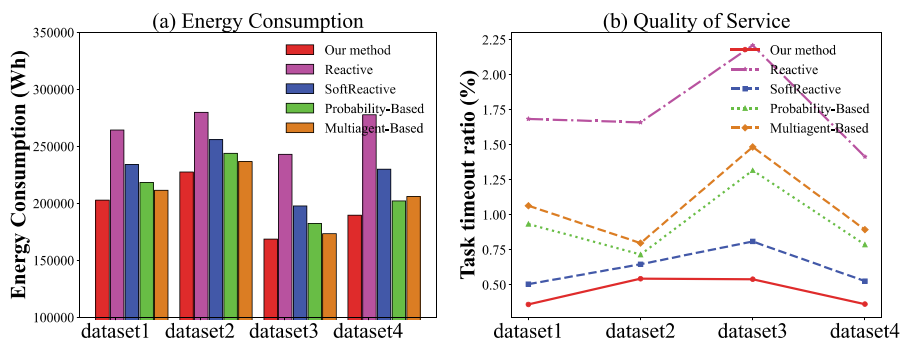 (a) Energy Consumption
Energy Consumption (Wh)
350000
300000
250000
200000
150000
100000
Our method
Reactive
SoftReactive
Probability-Based
Multiagent-Based
dataset1
dataset2
dataset3
dataset4
(b) Quality of Service
Task timeout ratio (%)
2.25
2.00
1.75
1.50
1.25
1.00
0.75
0.50
Our method
Reactive
SoftReactive
Probability-Based
Multiagent-Based
dataset1
dataset2
dataset3
dataset4